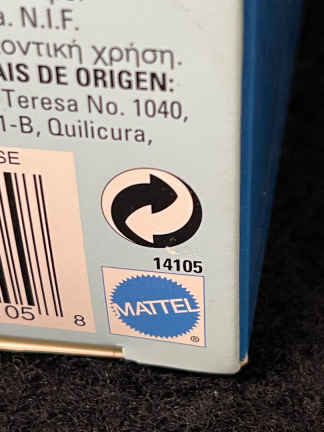 a. N.I.F.
οντική χρήση.
AIS DE ORIGEN:
Teresa No. 1040,
1-B, Quilicura,
SE
14105
05 8
MATTEL
®